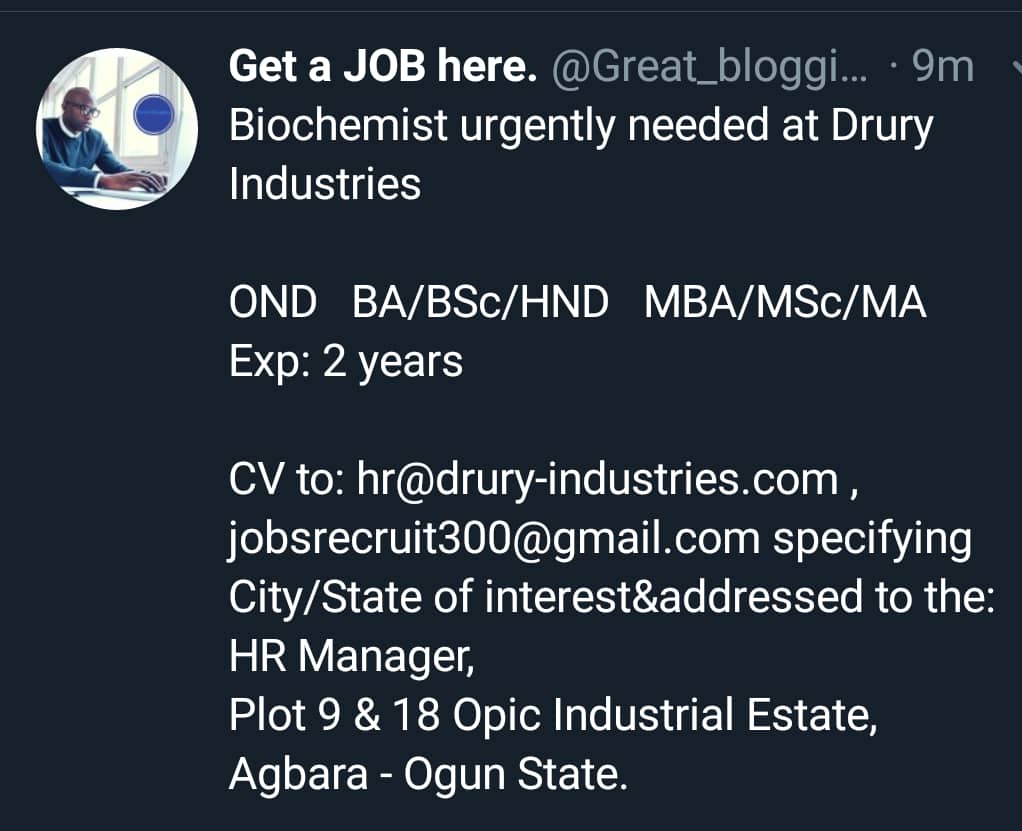 Get a JOB here. @Great_bloggi... · 9m
Biochemist urgently needed at Drury
Industries
OND BA/BSc/HND MBA/MSc/MA
Exp: 2 years
CV to: hr@drury-industries.com ,
jobsrecruit300@gmail.com specifying
City/State of interest&addressed to the:
HR Manager,
Plot 9 & 18 Opic Industrial Estate,
Agbara - Ogun State.